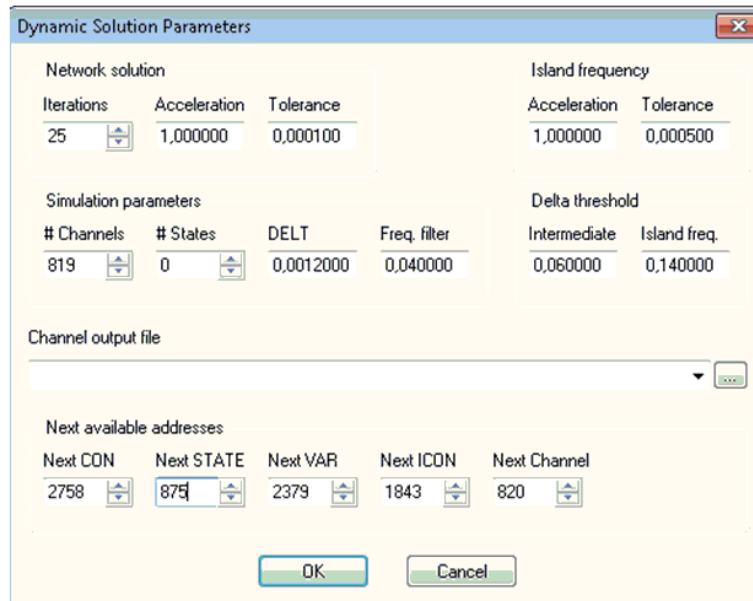 Dynamic Solution Parameters
Network solution
Island frequency
Iterations Acceleration Tolerance
Acceleration Tolerance
25 1,000000 0,000100
1,000000 0,000500
Simulation parameters
Delta threshold
# Channels # States DELT Freq. filter
Intermediate Island freq.
819 0 0,0012000 0,040000
0,060000 0,140000
Channel output file
...
Next available addresses
Next CON Next STATE Next VAR Next ICON Next Channel
2758 875 2379 1843 820
OK Cancel